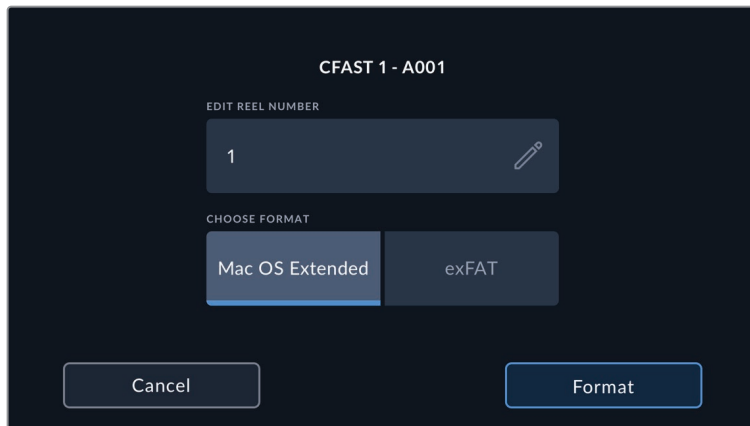 CFAST 1 - A001
EDIT REEL NUMBER
1
CHOOSE FORMAT
Mac OS Extended exFAT
Cancel Format